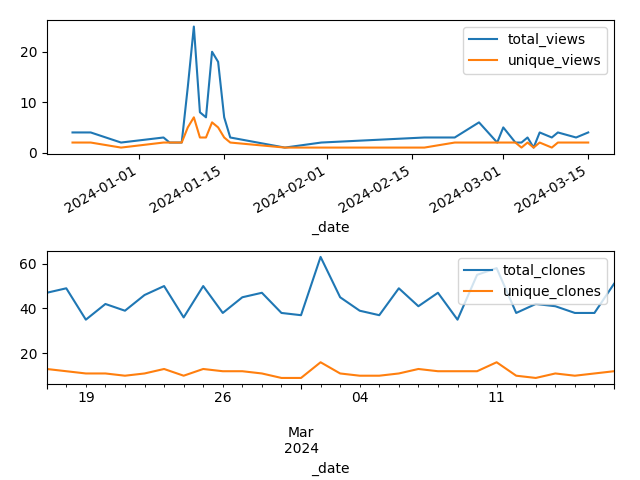 total_views
unique_views
20
10
0
2024-01-01
2024-01-15
2024-02-01
2024-02-15
2024-03-01
2024-03-15
_date
total_clones
unique_clones
60
40
20
19
26
04
11
Mar
2024
_date